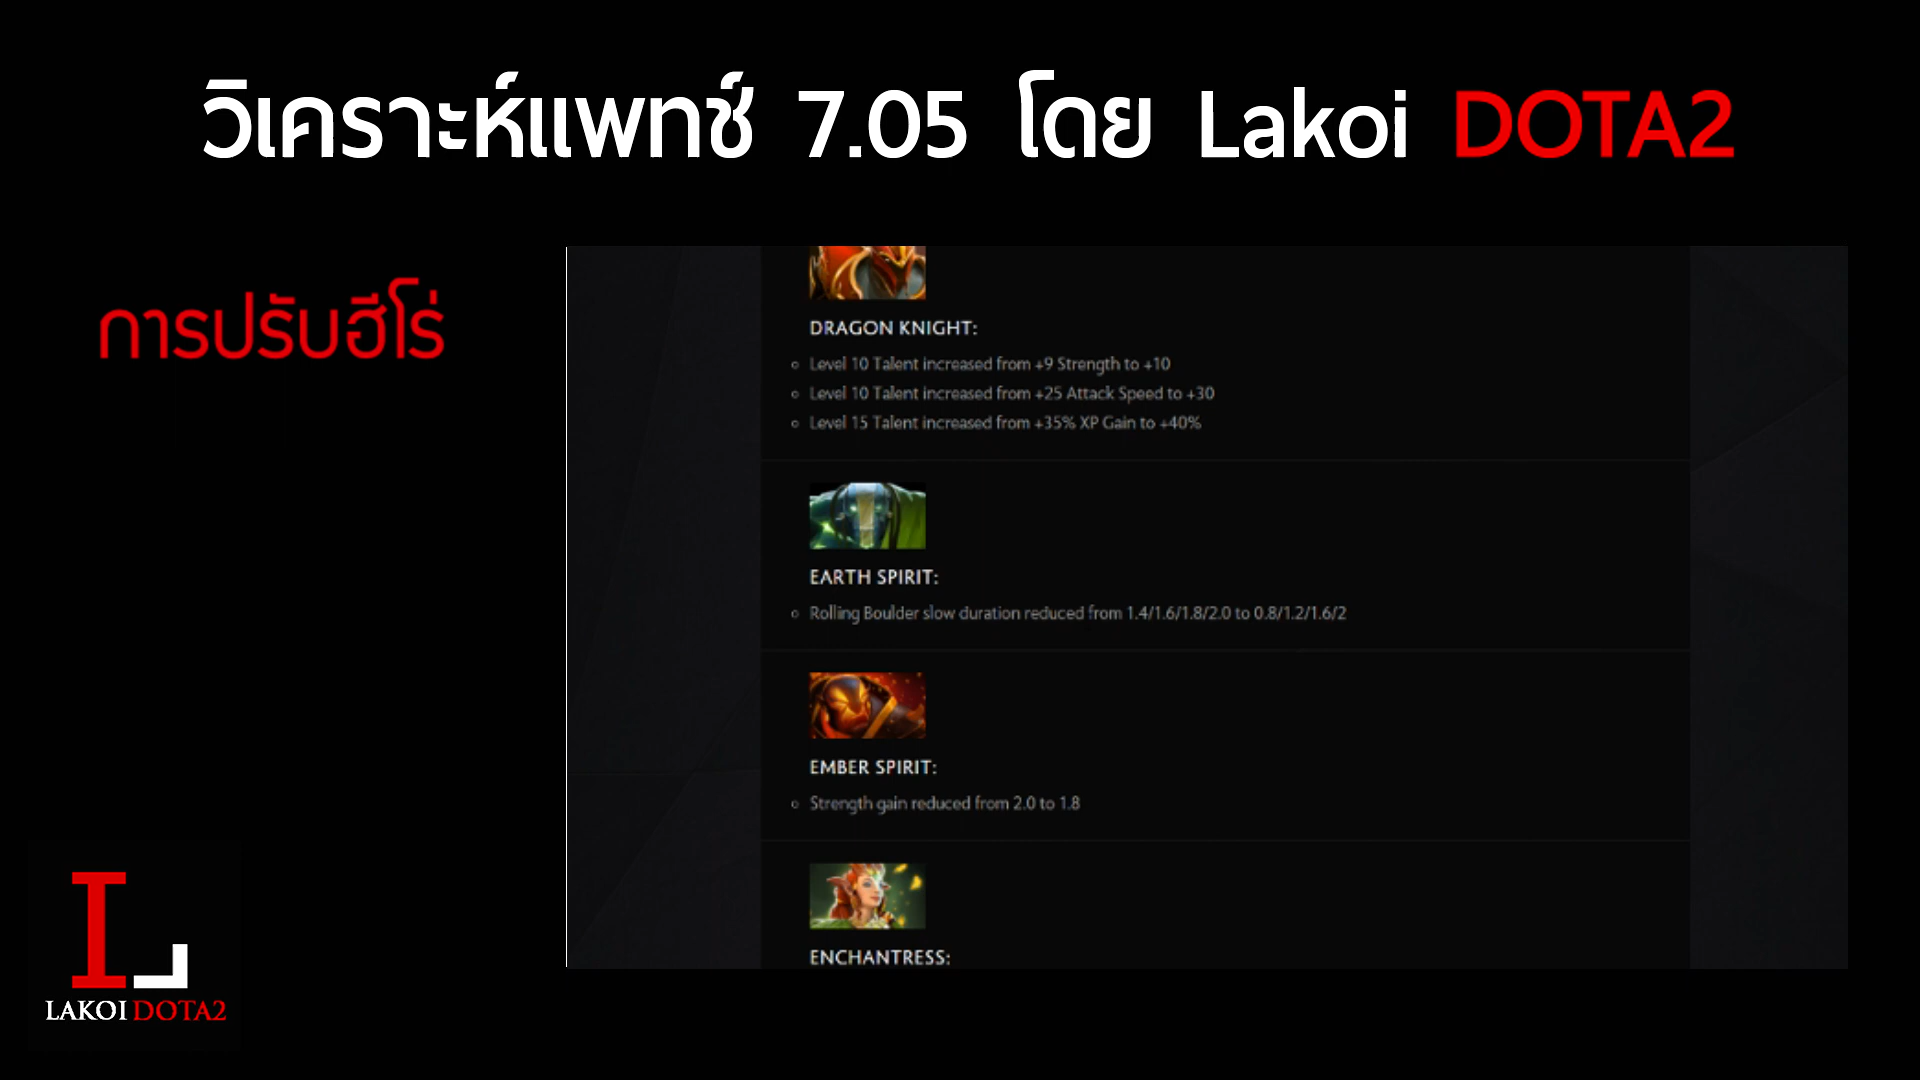 วิเคราะห์แพทช์ 7.05 โดย Lakoi DOTA2
การปรับฮีโร่
DRAGON KNIGHT:
Level 10 Talent increased from +9 Strength to +10
Level 10 Talent increased from +25 Attack Speed to +30
Level 15 Talent increased from +35% XP Gain to +40%
EARTH SPIRIT:
Rolling Boulder slow duration reduced from 1.4/1.6/1.8/2.0 to 0.8/1.2/1.6/2
EMBER SPIRIT:
Strength gain reduced from 2.0 to 1.8
ENCHANTRESS:
L
LAKOI DOTA2